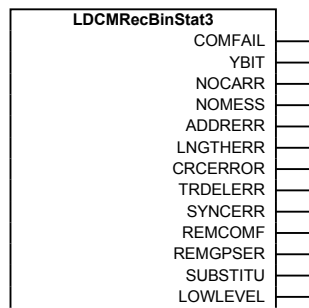 LDCMRecBinStat3
COMFAIL
YBIT
NOCARR
NOMESS
ADDRERR
LNGTHERR
CRCERROR
TRDELERR
SYNCERR
REMCOMF
REMGPSER
SUBSTITU
LOWLEVEL